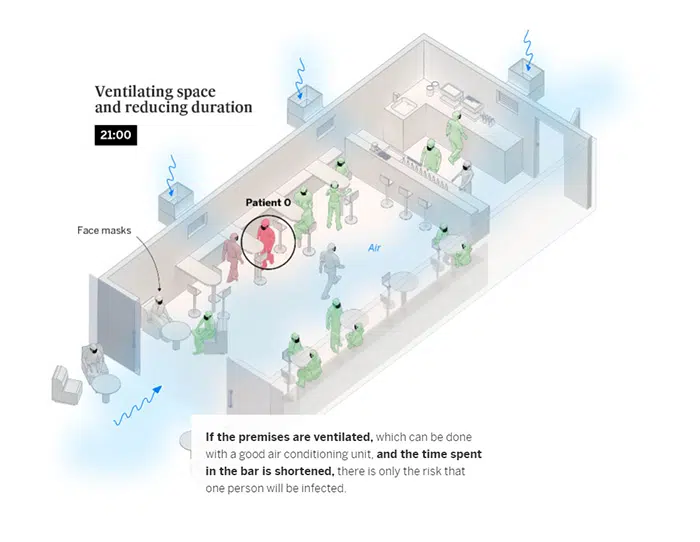 Ventilating space
and reducing duration
21:00
Patient 0
Face masks
Air
If the premises are ventilated, which can be done
with a good air conditioning unit, and the time spent
in the bar is shortened, there is only the risk that
one person will be infected.